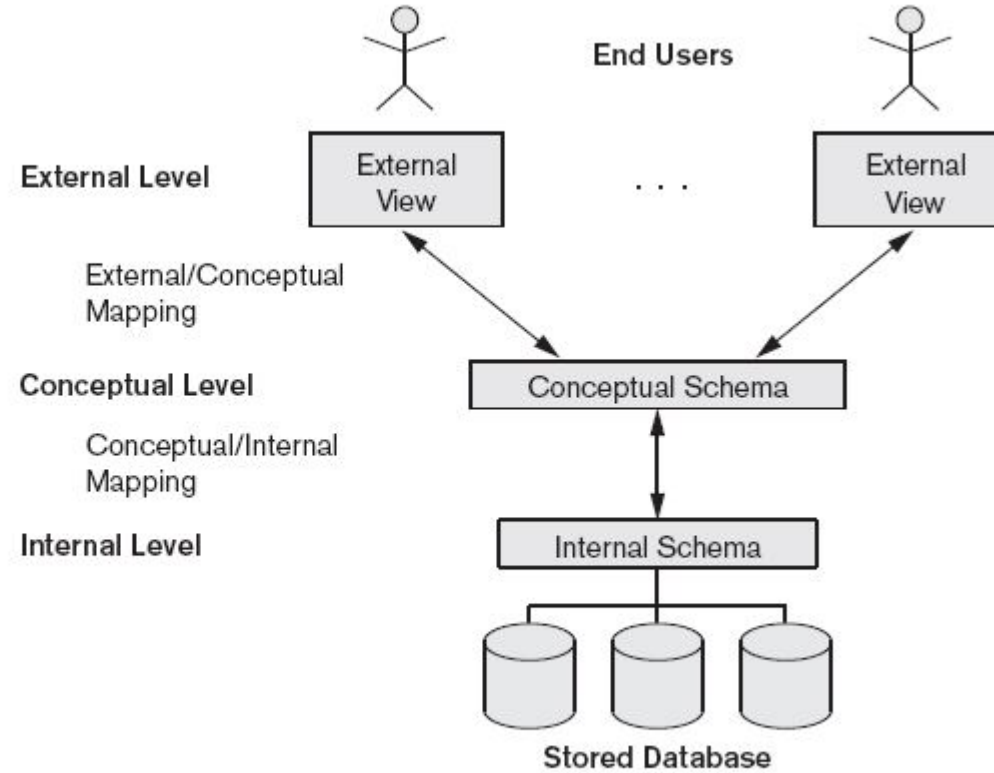 End Users
External Level
External
View
. . .
External
View
External/Conceptual
Mapping
Conceptual Level
Conceptual Schema
Conceptual/Internal
Mapping
Internal Level
Internal Schema
Stored Database